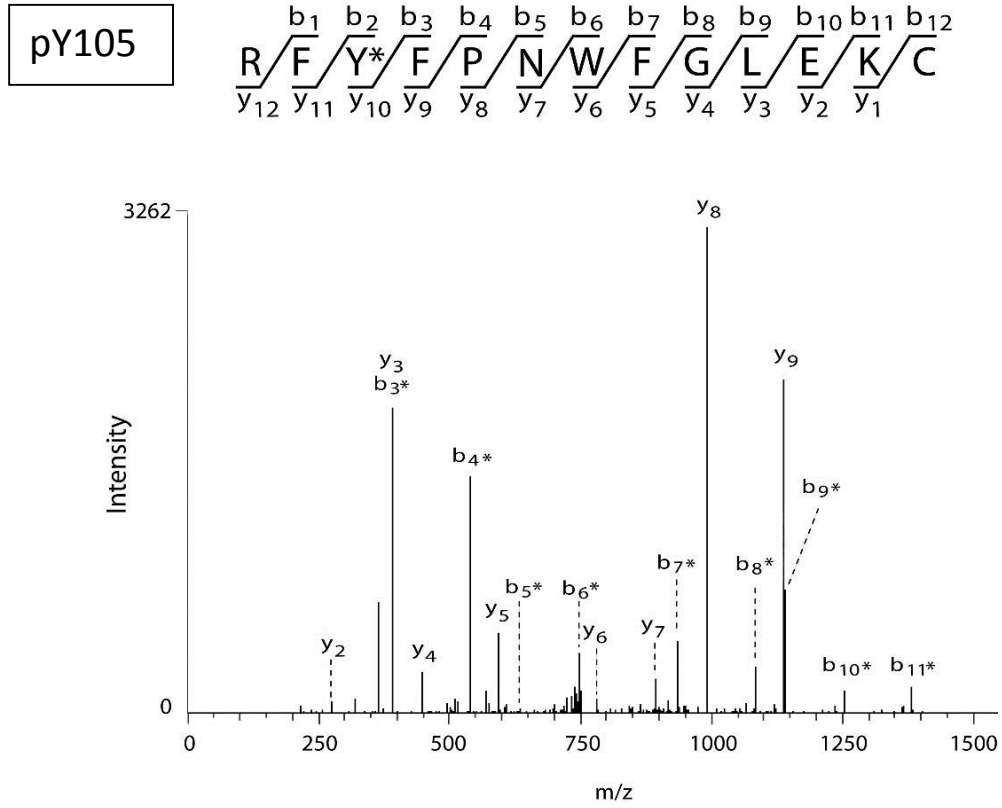 pY105
b1 b2 b3 b4 b5 b6 b7 b8 b9 b10 b11 b12
R F Y* F P N W F G L E K C
y12 y11 y10 y9 y8 y7 y6 y5 y4 y3 y2 y1
3262
y8
y9
y3
b3*
b4*
b9*
b7*
b8*
b5*
b6*
y5
y6
y7
y2
y4
b10*
b11*
Intensity
0
0 250 500 750 1000 1250 1500
m/z